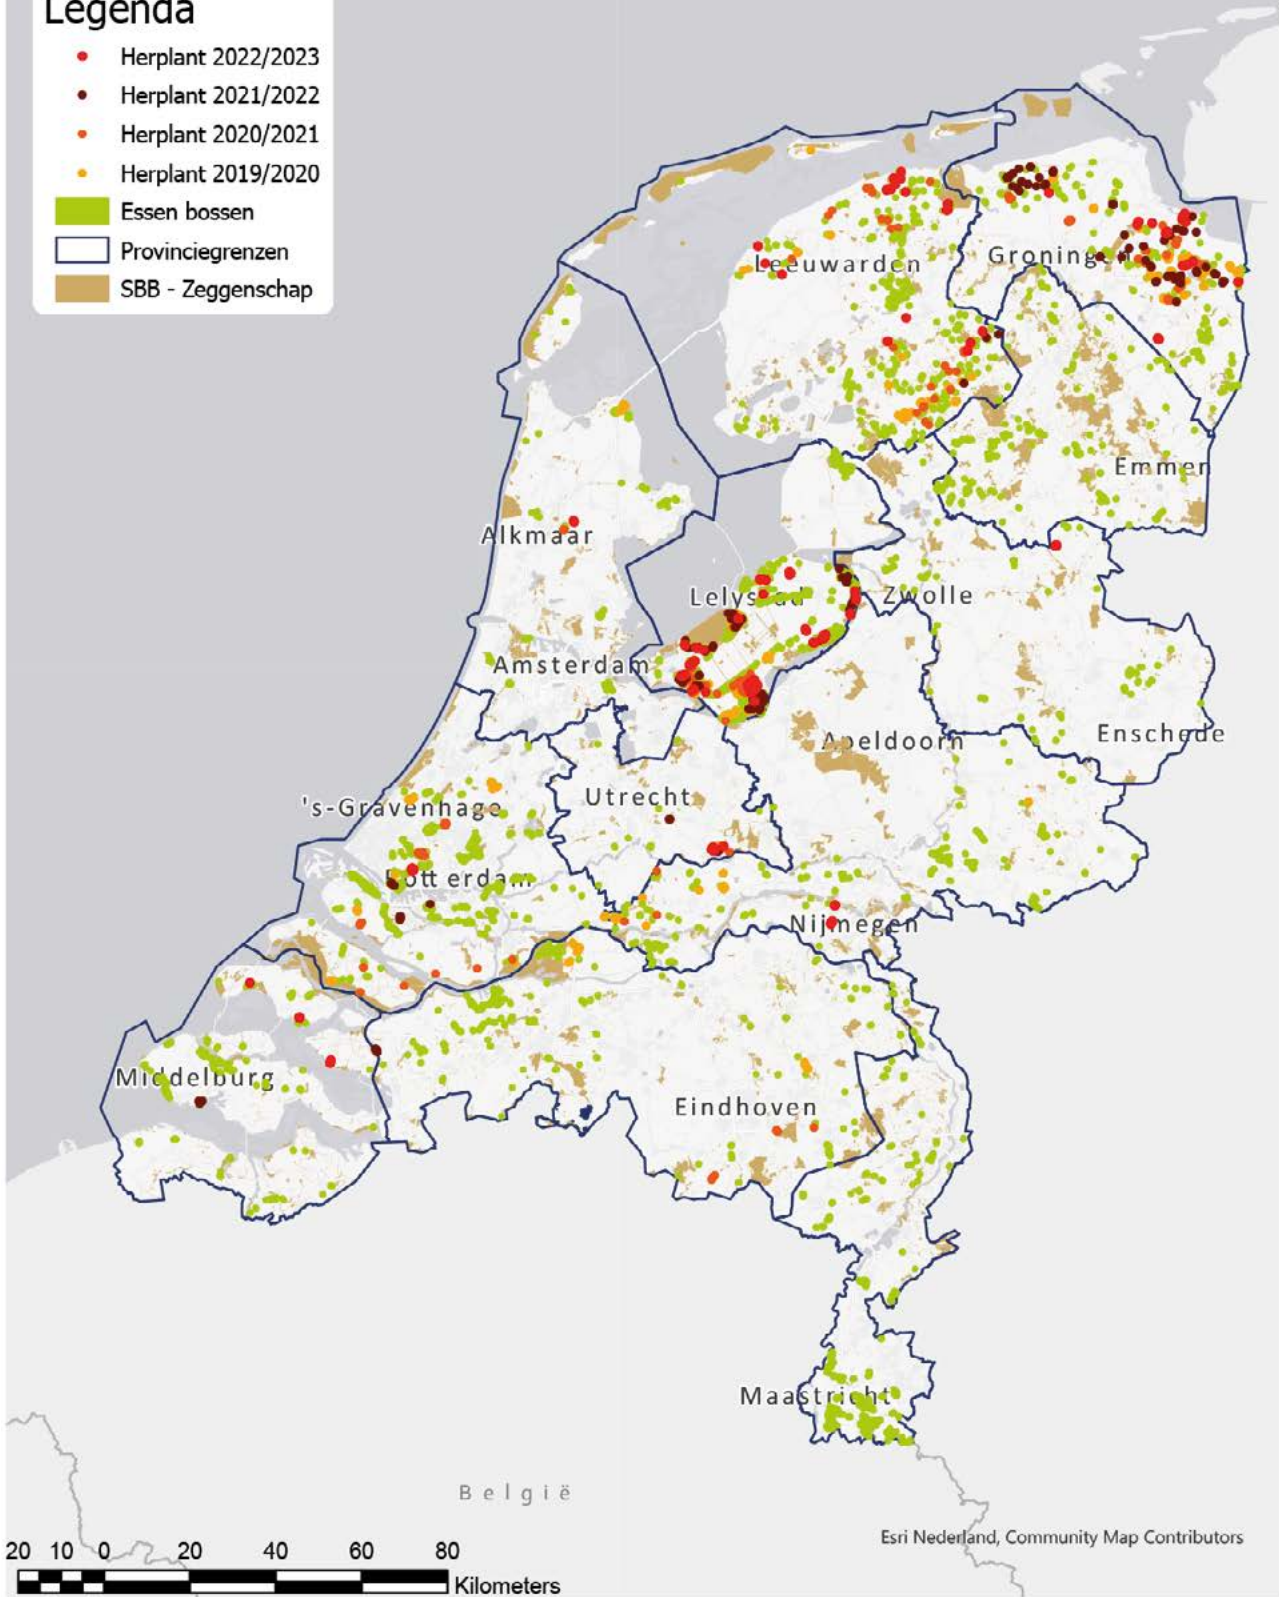 Legenda
Herplant 2022/2023
Herplant 2021/2022
Herplant 2020/2021
Herplant 2019/2020
Essen bossen
Provinciegrenzen
SBB - Zeggenschap
Leeuwarden
Groningen
Emmen
Alkmaar
Lelystad
Zwolle
Amsterdam
Apeldoorn
Enschede
's-Gravenhage
Utrecht
Rotterdam
Nijmegen
Middelburg
Eindhoven
Maastricht
België
Esri Nederland, Community Map Contributors
20 10 0 20 40 60 80
Kilometers